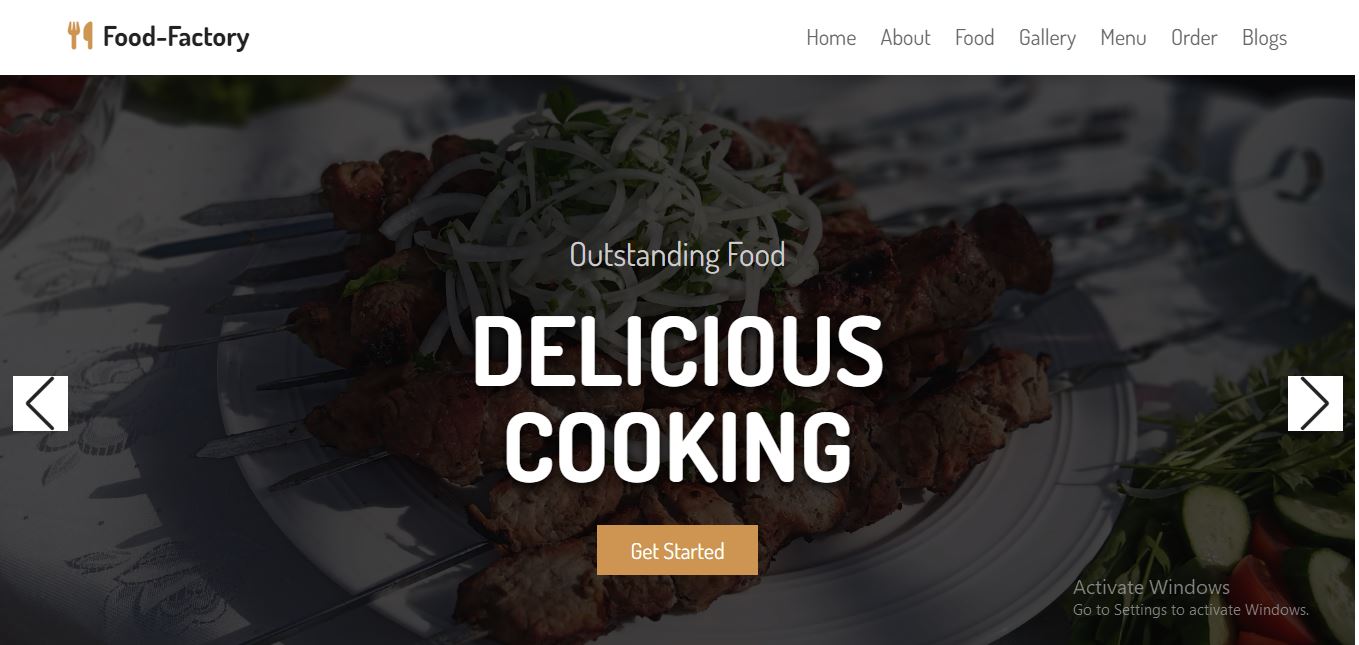 Food-Factory
Home About Food Gallery Menu Order Blogs
Outstanding Food
DELICIOUS
COOKING
Get Started
Activate Windows
Go to Settings to activate Windows.